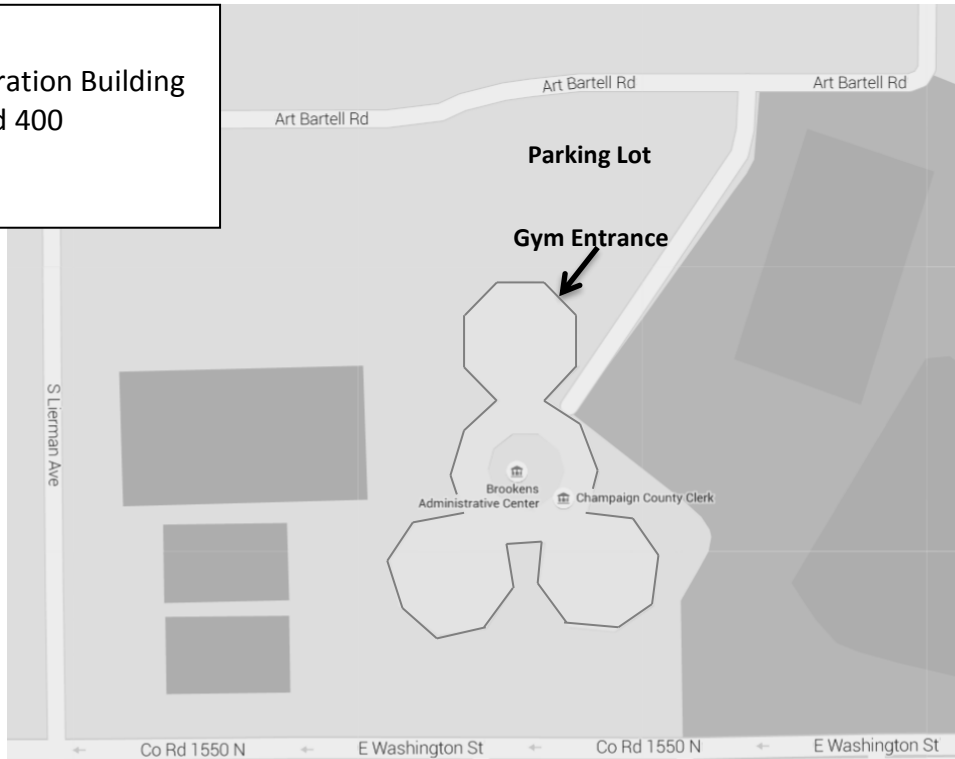 ration Building
d 400
Art Bartell Rd
Art Bartell Rd
Art Bartell Rd
Parking Lot
Gym Entrance
S Lierman Ave
Brookens
Administrative Center
Champaign County Clerk
Co Rd 1550 N
E Washington St
Co Rd 1550 N
E Washington St